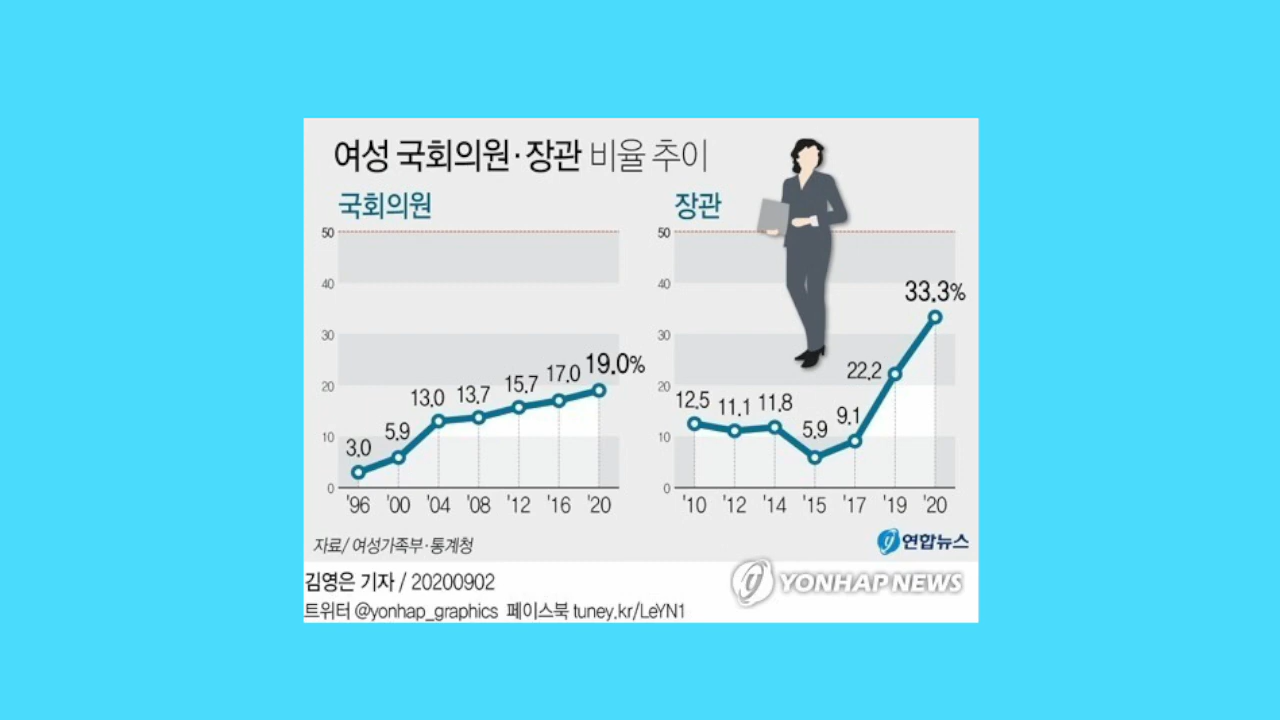 여성 국회의원·장관 비율 추이
국회의원
50
40
30
20
10
0
3.0
5.9
13.0
13.7
15.7
17.0
19.0%
'96 '00 '04 '08 '12 '16 '20
장관
50
40
30
20
10
0
12.5
11.1
11.8
5.9
9.1
22.2
33.3%
'10 '12 '14 '15 '17 '19 '20
자료/ 여성가족부·통계청
연합뉴스
김영은 기자 / 20200902
YONHAP NEWS
트위터 @yonhap_graphics 페이스북 tuney.kr/LeYN1